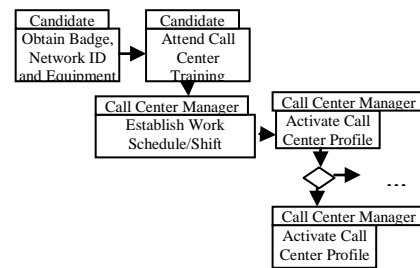 Candidate
Obtain Badge,
Network ID
and Equipment
Candidate
Attend Call
Center
Training
Call Center Manager
Establish Work
Schedule/Shift
Call Center Manager
Activate Call
Center Profile
...
Call Center Manager
Activate Call
Center Profile